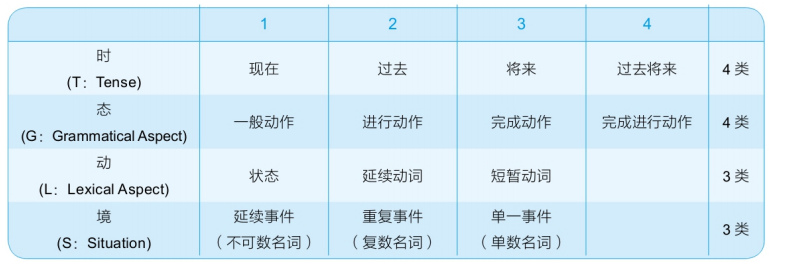 1 2 3 4
时
(T：Tense) 现在 过去 将来 过去将来 4 类
态
(G：Grammatical Aspect) 一般动作 进行动作 完成动作 完成进行动作 4 类
动
(L：Lexical Aspect) 状态 延续动词 短暂动词 3 类
境
(S：Situation) 延续事件 重复事件 单一事件 3 类
（不可数名词） （复数名词） （单数名词）